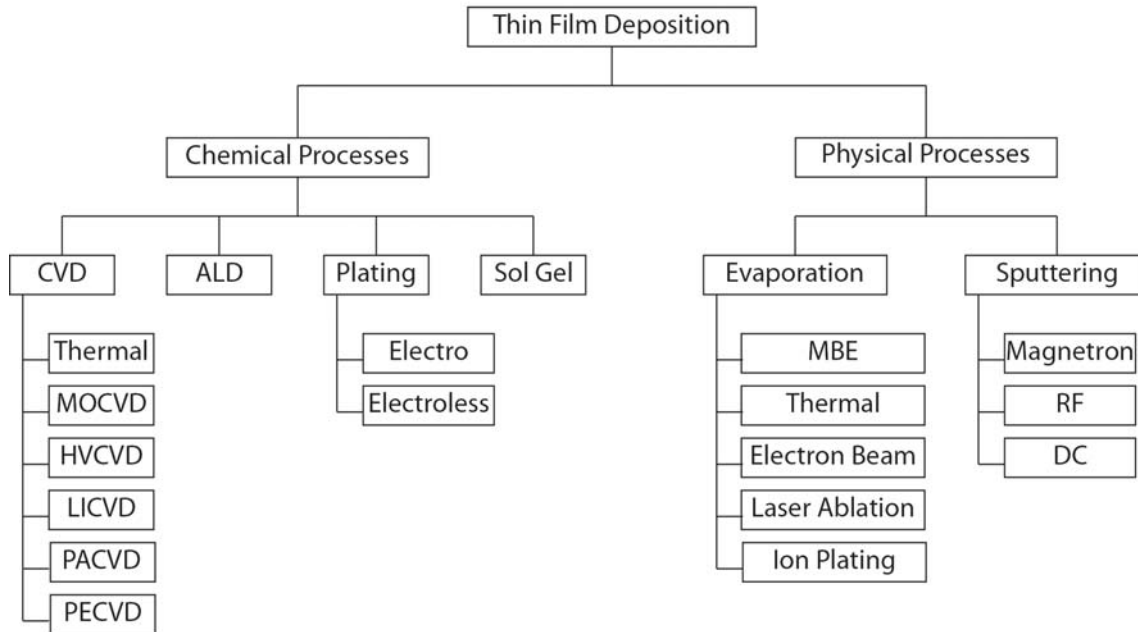 Thin Film Deposition
Chemical Processes
Physical Processes
CVD
ALD
Plating
Sol Gel
Evaporation
Sputtering
Thermal
MOCVD
HVCVD
LICVD
PACVD
PECVD
Electro
Electroless
MBE
Thermal
Electron Beam
Laser Ablation
Ion Plating
Magnetron
RF
DC